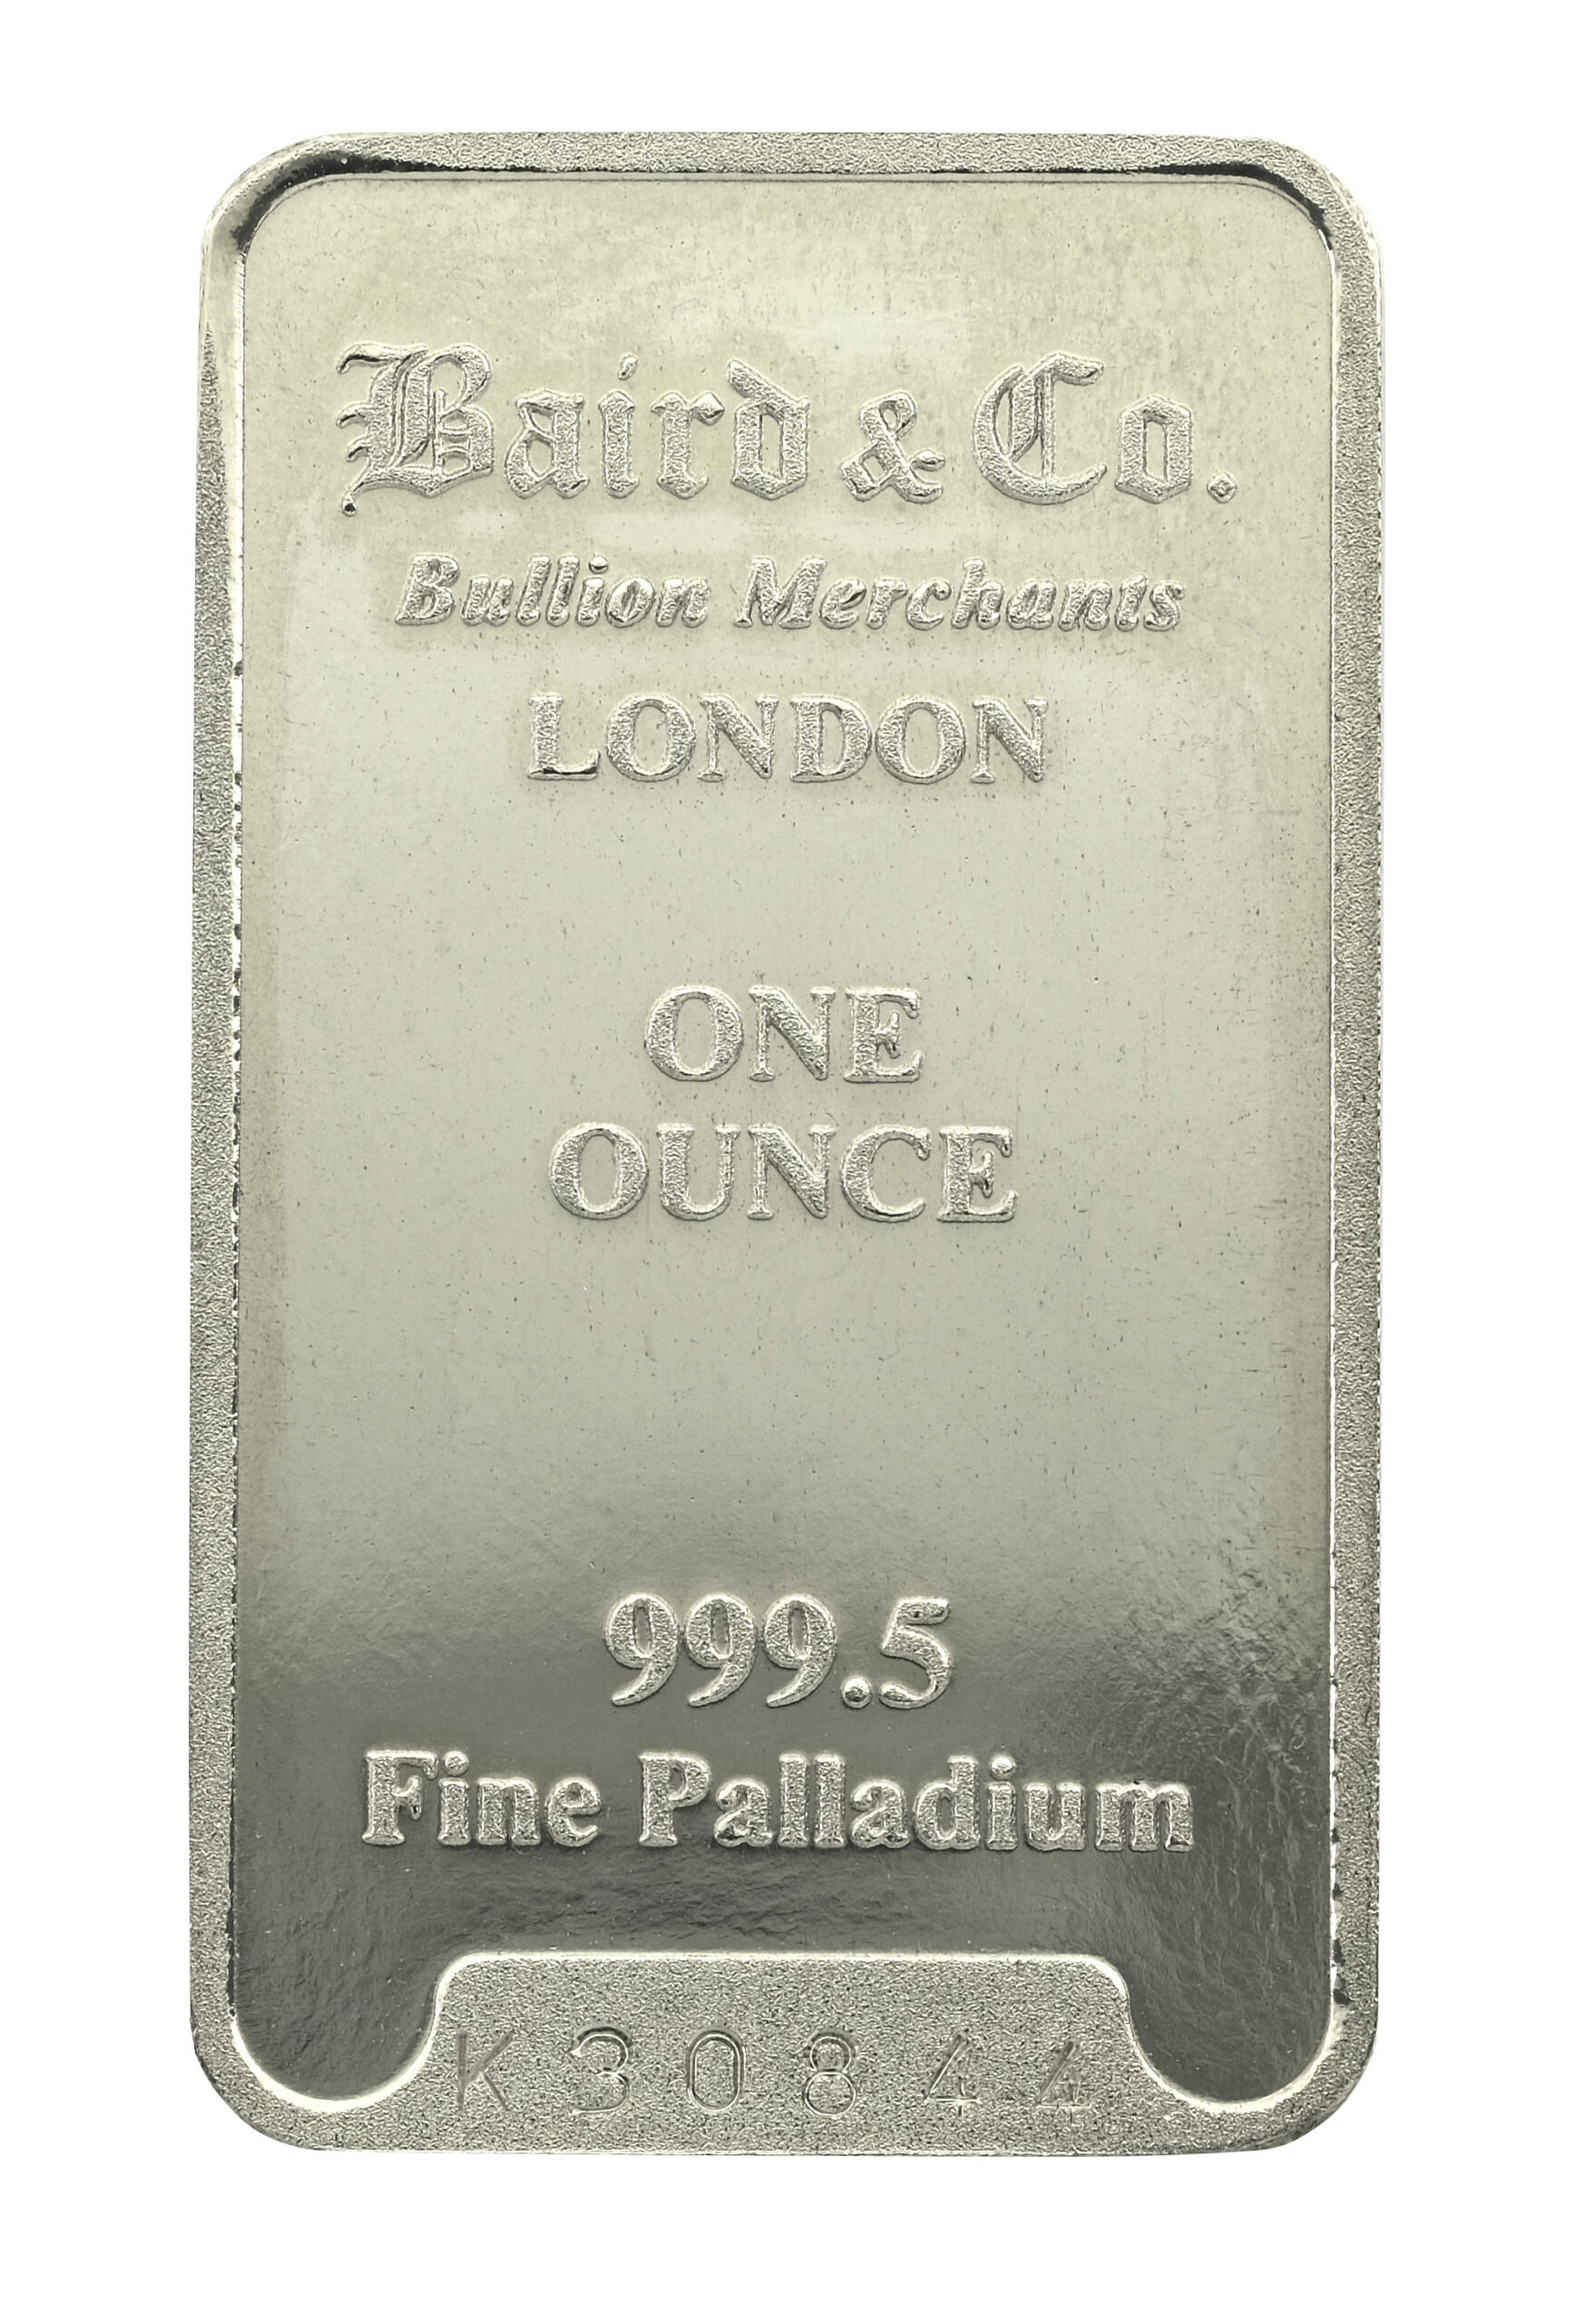 Baird & Co.
Bullion Merchants
LONDON
ONE
OUNCE
999.5
Fine Palladium
K30844